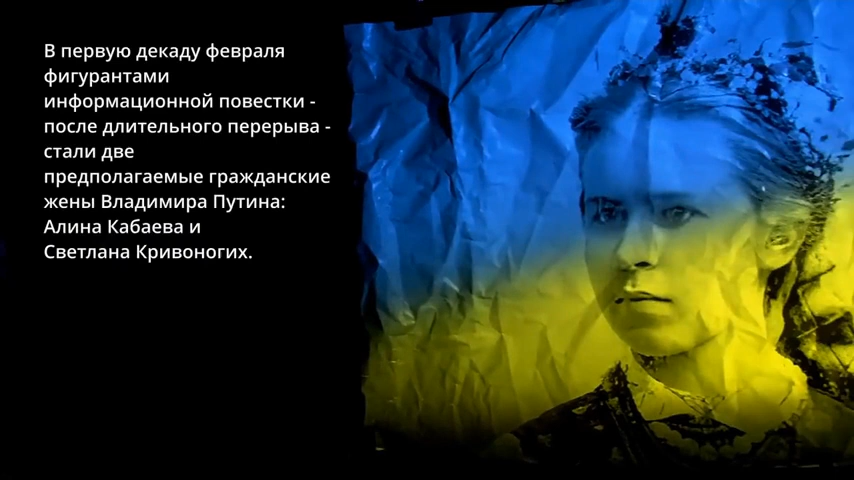 В первую декаду февраля
фигурантами
информационной повестки -
после длительного перерыва -
стали две
предполагаемые гражданские
жены Владимира Путина:
Алина Кабаева и
Светлана Кривоногих.